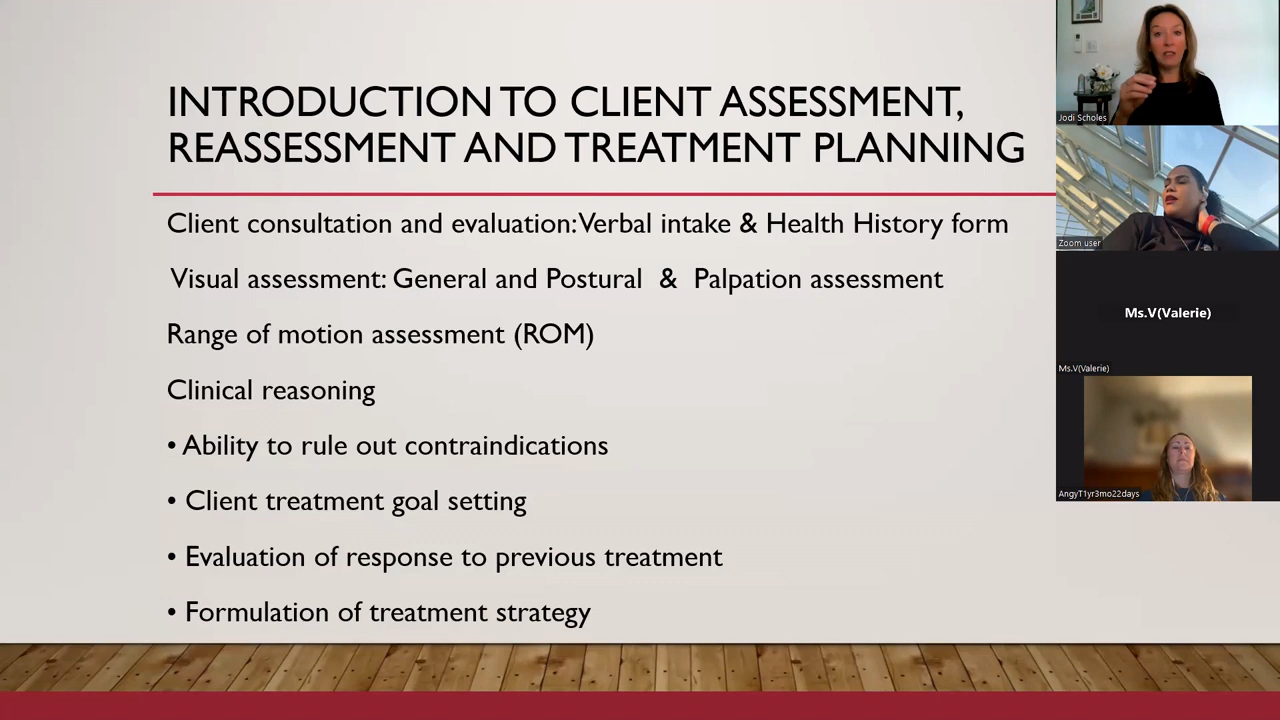 INTRODUCTION TO CLIENT ASSESSMENT,
REASSESSMENT AND TREATMENT PLANNING
Client consultation and evaluation: Verbal intake & Health History form
Visual assessment: General and Postural & Palpation assessment
Range of motion assessment (ROM)
Clinical reasoning
• Ability to rule out contraindications
• Client treatment goal setting
• Evaluation of response to previous treatment
• Formulation of treatment strategy
Jodi Scholes
Zoom user
Ms.V(Valerie)
Ms.V(Valerie)
AngyT1yr3mo22days